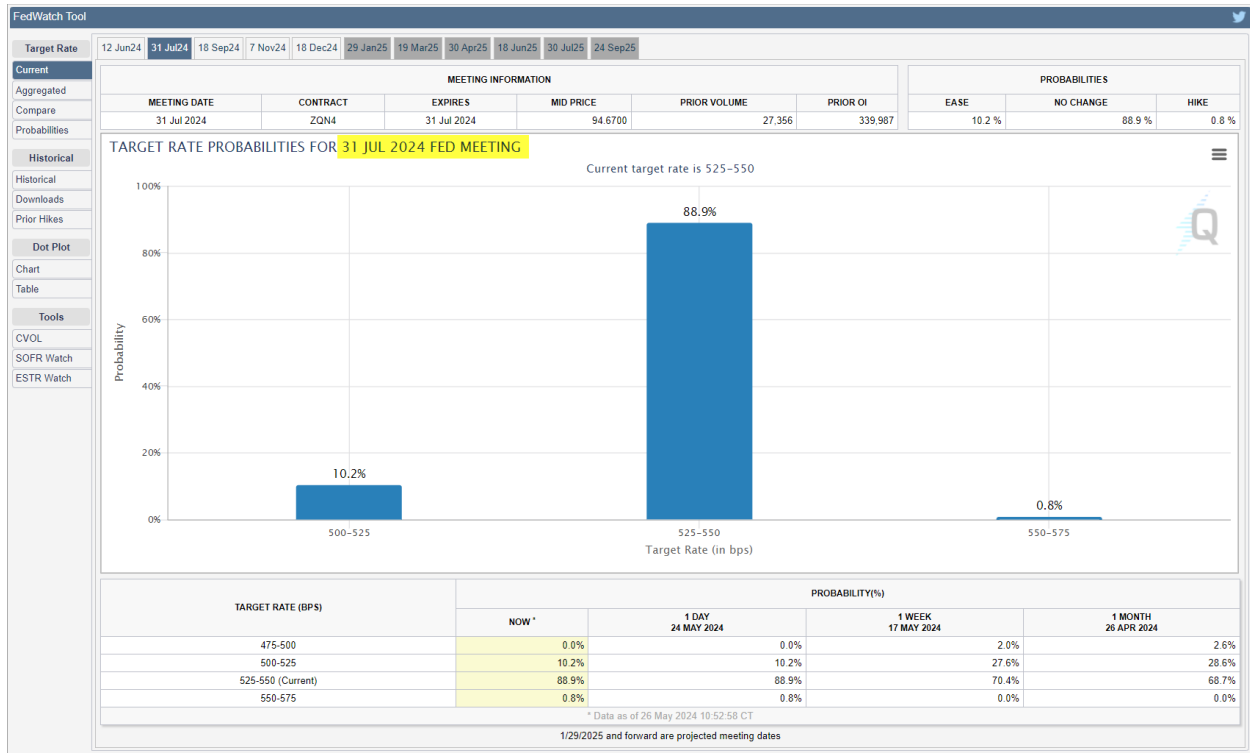 FedWatch Tool
Target Rate
Current
Aggregated
Compare
Probabilities
Historical
Historical
Downloads
Prior Hikes
Dot Plot
Chart
Table
Tools
CVOL
SOFR Watch
ESTR Watch
12 Jun24 31 Jul24 18 Sep24 7 Nov24 18 Dec24 29 Jan25 19 Mar25 30 Apr25 18 Jun25 30 Jul25 24 Sep25
MEETING INFORMATION
MEETING DATE CONTRACT EXPIRES MID PRICE PRIOR VOLUME PRIOR OI
31 Jul 2024 ZQN4 31 Jul 2024 94.6700 27,356 339,987
PROBABILITIES
EASE NO CHANGE HIKE
10.2 % 88.9 % 0.8 %
TARGET RATE PROBABILITIES FOR 31 JUL 2024 FED MEETING
Current target rate is 525–550
Q
Probability
100%
80%
60%
40%
20%
0%
10.2%
88.9%
0.8%
500–525 525–550 550–575
Target Rate (in bps)
TARGET RATE (BPS) PROBABILITY(%)
NOW * 1 DAY 24 MAY 2024 1 WEEK 17 MAY 2024 1 MONTH 26 APR 2024
475-500 0.0% 0.0% 2.0% 2.6%
500-525 10.2% 10.2% 27.6% 28.6%
525-550 (Current) 88.9% 88.9% 70.4% 68.7%
550-575 0.8% 0.8% 0.0% 0.0%
* Data as of 26 May 2024 10:52:58 CT
1/29/2025 and forward are projected meeting dates